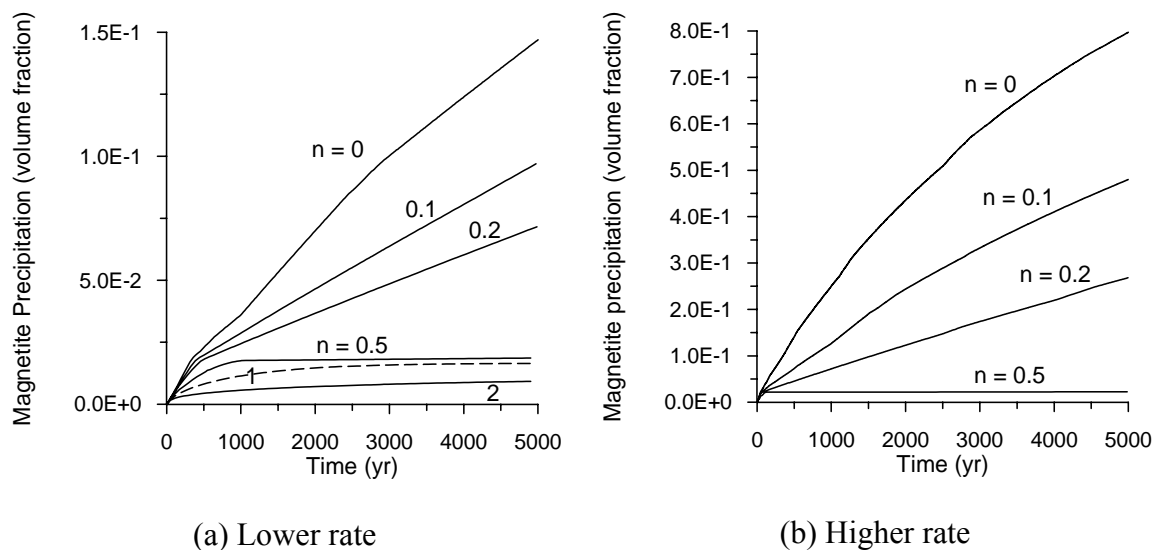 Magnetite Precipitation (volume fraction)
1.5E-1
1.0E-1
5.0E-2
0.0E+0
n = 0
0.1
0.2
n = 0.5
1
2
0 1000 2000 3000 4000 5000
Time (yr)
(a) Lower rate
Magnetite precipitation (volume fraction)
8.0E-1
7.0E-1
6.0E-1
5.0E-1
4.0E-1
3.0E-1
2.0E-1
1.0E-1
0.0E+0
n = 0
n = 0.1
n = 0.2
n = 0.5
0 1000 2000 3000 4000 5000
Time (yr)
(b) Higher rate